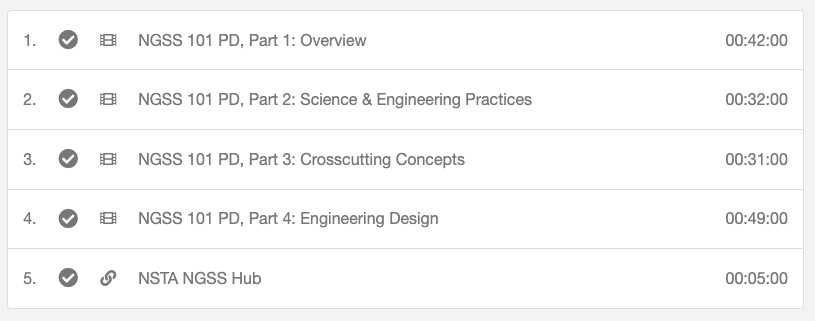 1. NGSS 101 PD, Part 1: Overview 00:42:00
2. NGSS 101 PD, Part 2: Science & Engineering Practices 00:32:00
3. NGSS 101 PD, Part 3: Crosscutting Concepts 00:31:00
4. NGSS 101 PD, Part 4: Engineering Design 00:49:00
5. NSTA NGSS Hub 00:05:00